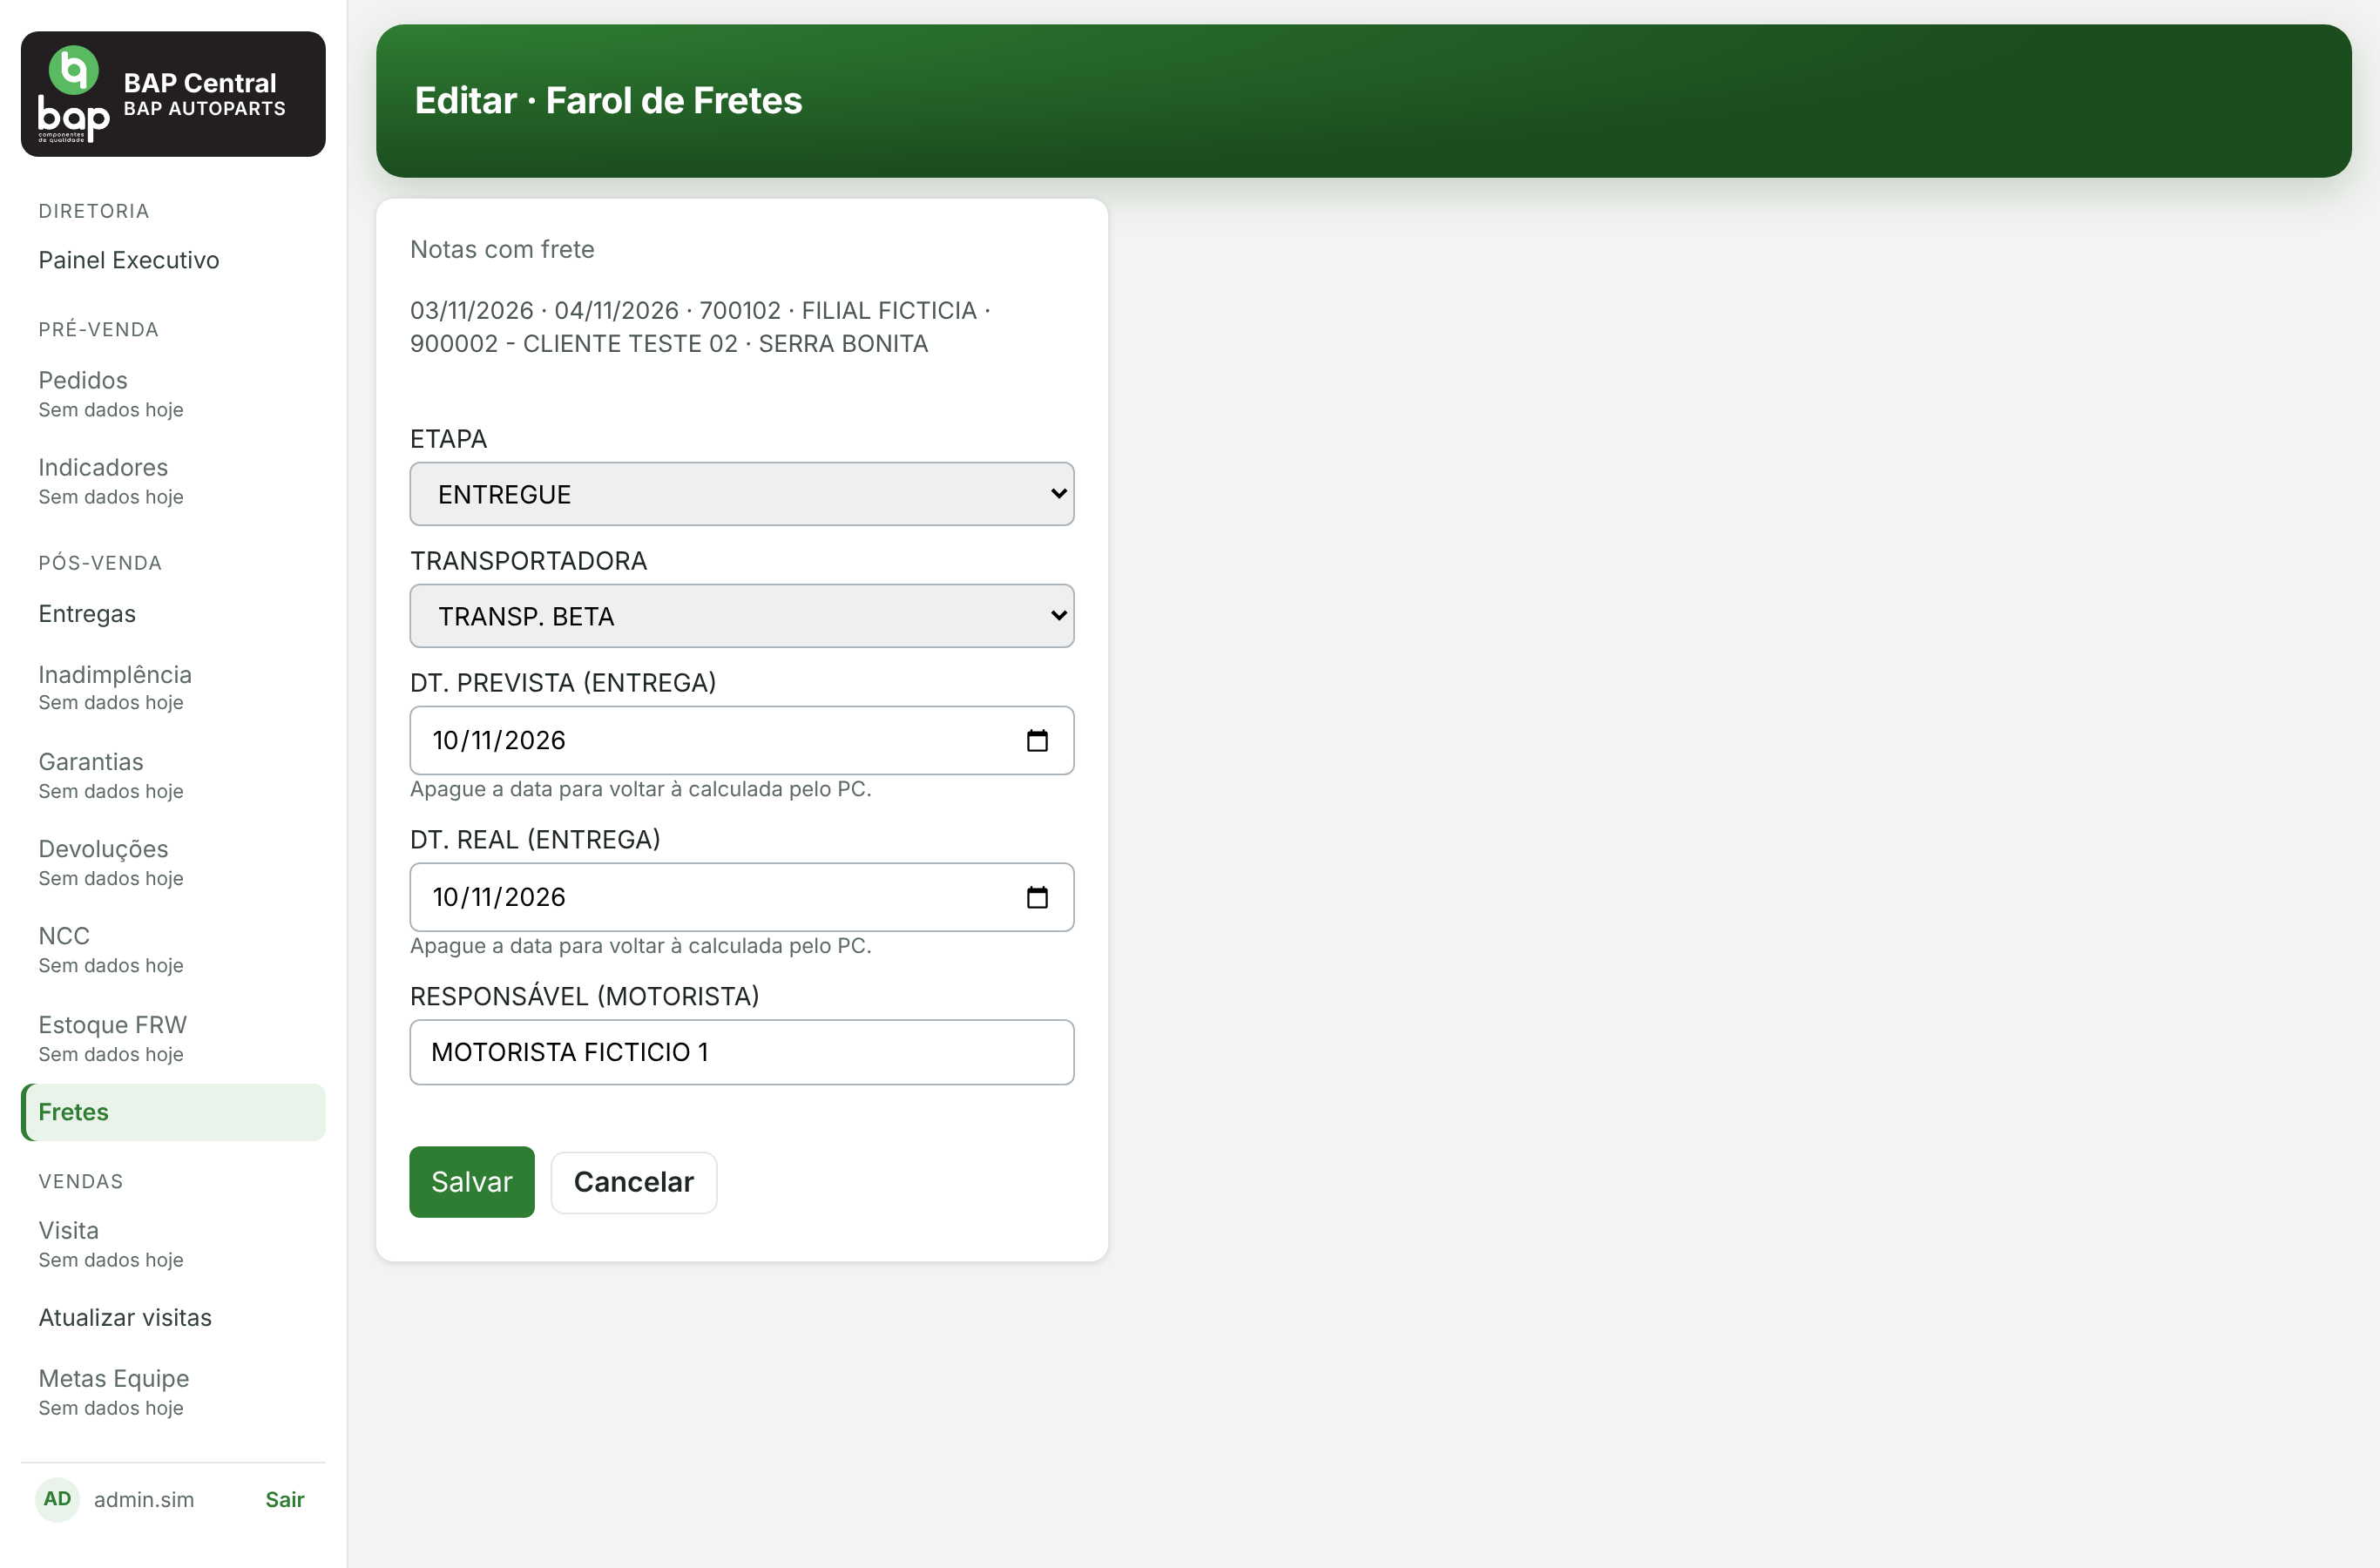 bap
componentes
de qualidade
BAP Central
BAP AUTOPARTS
DIRETORIA
Painel Executivo
PRÉ-VENDA
Pedidos
Sem dados hoje
Indicadores
Sem dados hoje
PÓS-VENDA
Entregas
Inadimplência
Sem dados hoje
Garantias
Sem dados hoje
Devoluções
Sem dados hoje
NCC
Sem dados hoje
Estoque FRW
Sem dados hoje
Fretes
VENDAS
Visita
Sem dados hoje
Atualizar visitas
Metas Equipe
Sem dados hoje
AD admin.sim Sair
Editar · Farol de Fretes
Notas com frete
03/11/2026 · 04/11/2026 · 700102 · FILIAL FICTICIA ·
900002 - CLIENTE TESTE 02 · SERRA BONITA
ETAPA
ENTREGUE
TRANSPORTADORA
TRANSP. BETA
DT. PREVISTA (ENTREGA)
10/11/2026
Apague a data para voltar à calculada pelo PC.
DT. REAL (ENTREGA)
10/11/2026
Apague a data para voltar à calculada pelo PC.
RESPONSÁVEL (MOTORISTA)
MOTORISTA FICTICIO 1
Salvar Cancelar